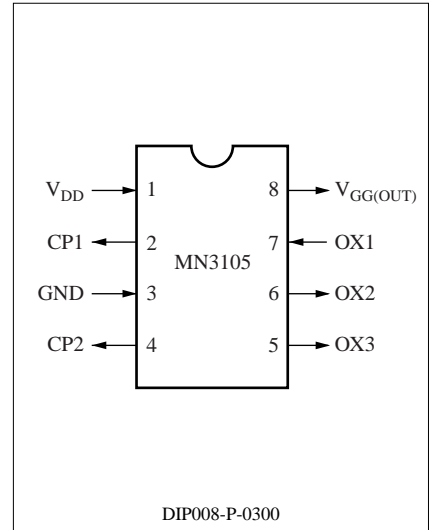 V_DD 1 8 V_GG(OUT)
CP1 2 7 OX1
MN3105
GND 3 6 OX2
CP2 4 5 OX3
DIP008-P-0300